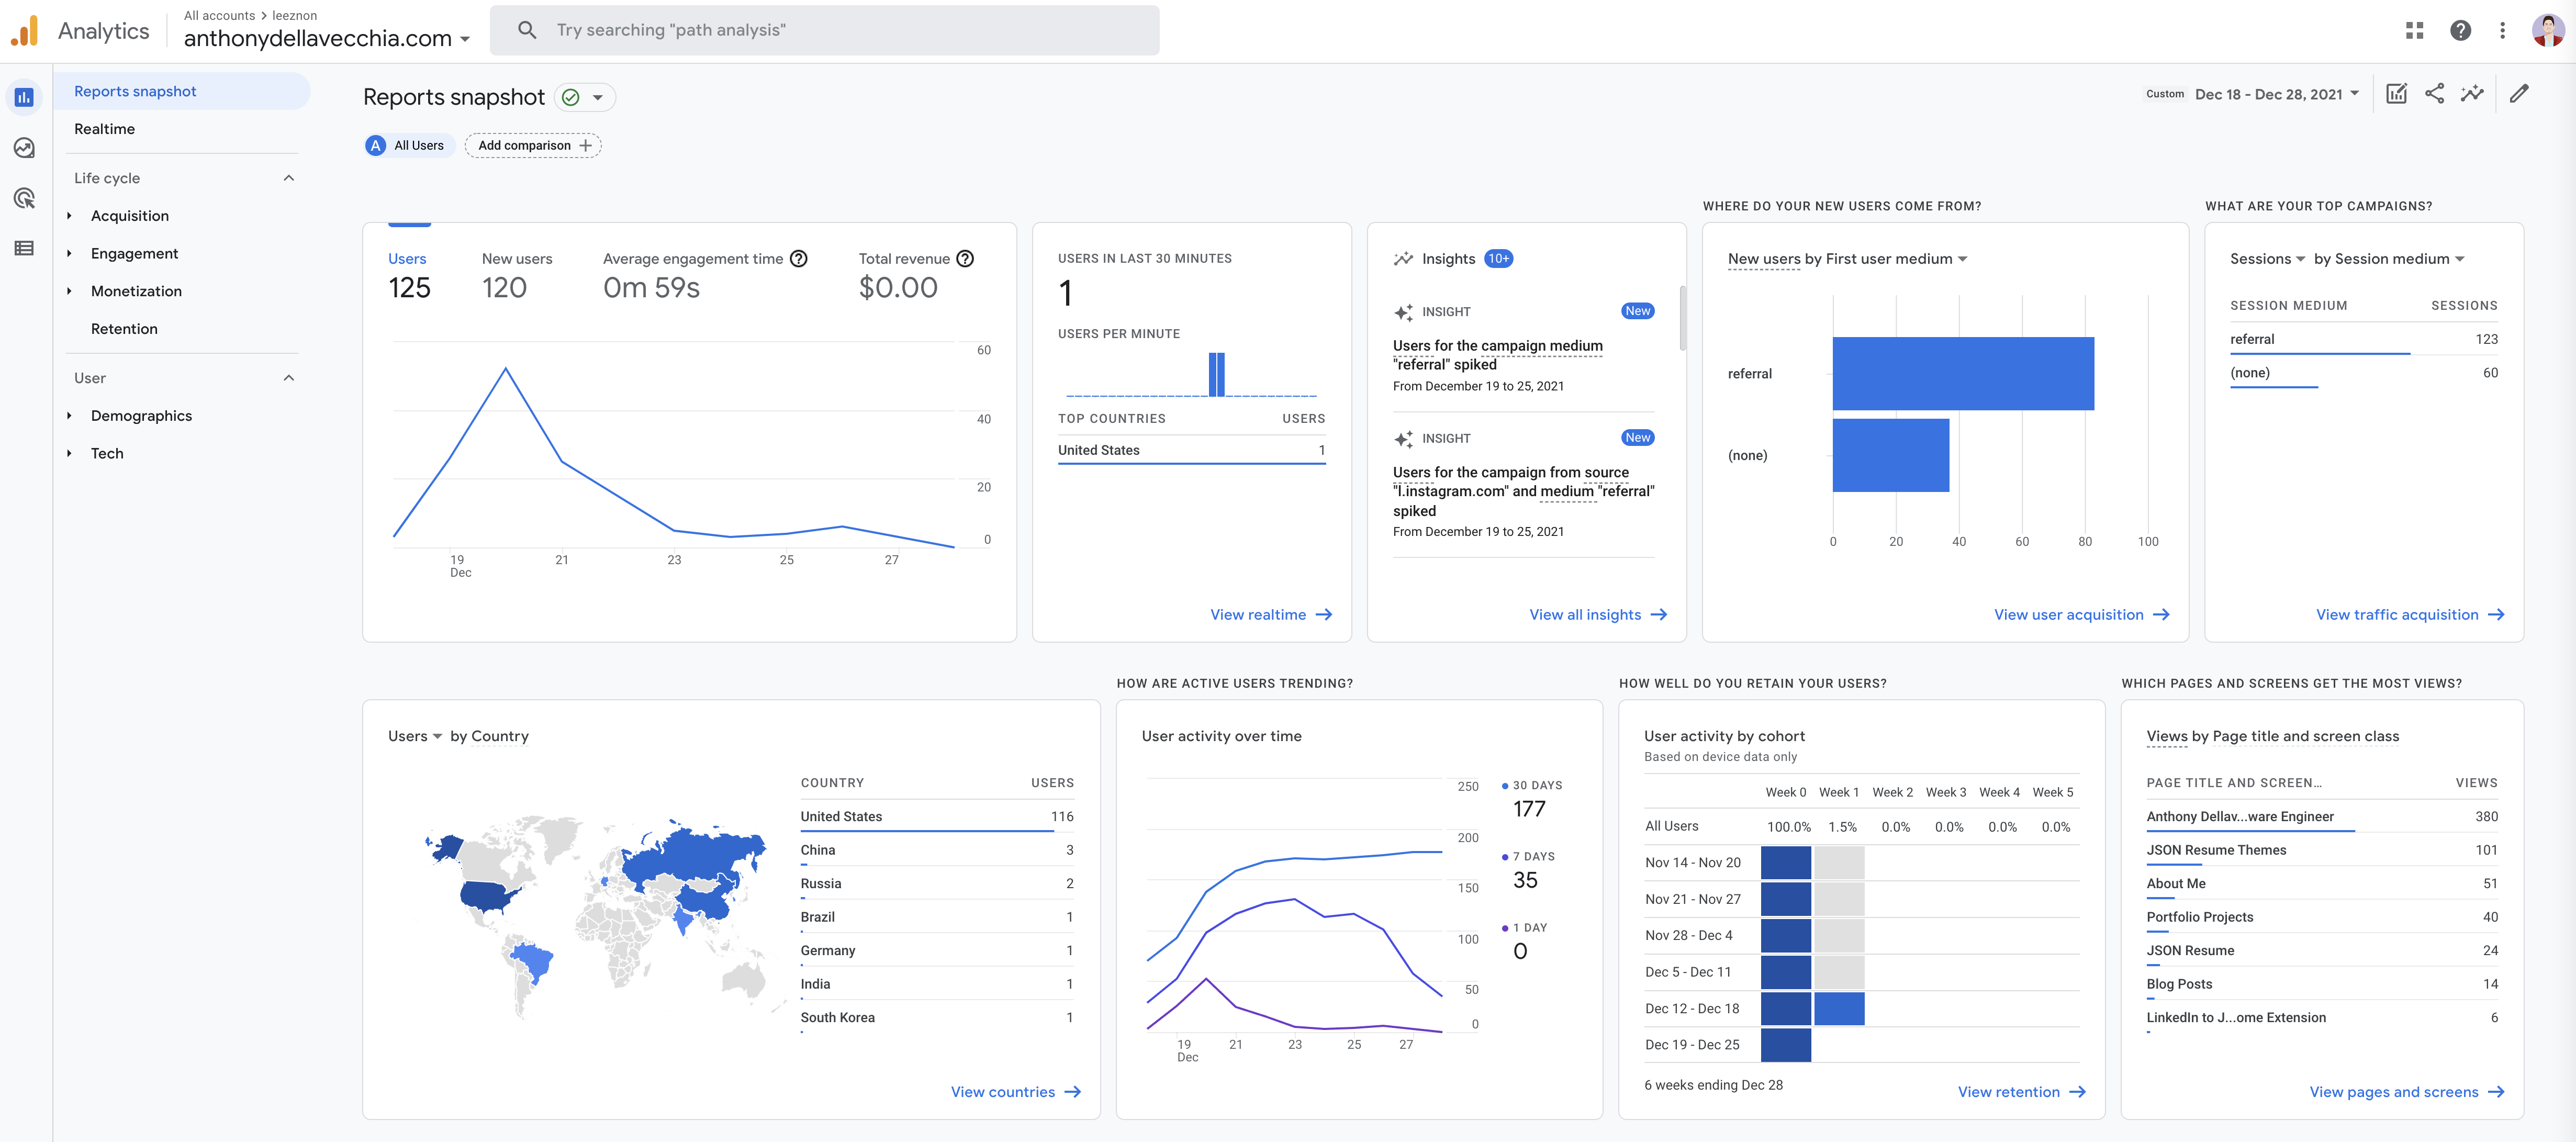 Analytics
All accounts > leeznon
anthonydellavecchia.com
Try searching "path analysis"
Reports snapshot
Realtime
Life cycle
Acquisition
Engagement
Monetization
Retention
User
Demographics
Tech
Reports snapshot
Custom Dec 18 - Dec 28, 2021
A All Users
Add comparison +
Users
125
New users
120
Average engagement time
0m 59s
Total revenue
$0.00
60
40
20
0
19
Dec
21
23
25
27
USERS IN LAST 30 MINUTES
1
USERS PER MINUTE
TOP COUNTRIES USERS
United States 1
View realtime
Insights 10+
INSIGHT New
Users for the campaign medium
"referral" spiked
From December 19 to 25, 2021
INSIGHT New
Users for the campaign from source
"l.instagram.com" and medium "referral"
spiked
From December 19 to 25, 2021
View all insights
WHERE DO YOUR NEW USERS COME FROM?
New users by First user medium
referral
(none)
0 20 40 60 80 100
View user acquisition
WHAT ARE YOUR TOP CAMPAIGNS?
Sessions by Session medium
SESSION MEDIUM SESSIONS
referral 123
(none) 60
View traffic acquisition
Users by Country
COUNTRY USERS
United States 116
China 3
Russia 2
Brazil 1
Germany 1
India 1
South Korea 1
View countries
HOW ARE ACTIVE USERS TRENDING?
User activity over time
250
200
150
100
50
0
19
Dec
21
23
25
27
30 DAYS
177
7 DAYS
35
1 DAY
0
HOW WELL DO YOU RETAIN YOUR USERS?
User activity by cohort
Based on device data only
Week 0 Week 1 Week 2 Week 3 Week 4 Week 5
All Users 100.0% 1.5% 0.0% 0.0% 0.0% 0.0%
Nov 14 - Nov 20
Nov 21 - Nov 27
Nov 28 - Dec 4
Dec 5 - Dec 11
Dec 12 - Dec 18
Dec 19 - Dec 25
6 weeks ending Dec 28
View retention
WHICH PAGES AND SCREENS GET THE MOST VIEWS?
Views by Page title and screen class
PAGE TITLE AND SCREEN... VIEWS
Anthony Dellav...ware Engineer 380
JSON Resume Themes 101
About Me 51
Portfolio Projects 40
JSON Resume 24
Blog Posts 14
LinkedIn to J...ome Extension 6
View pages and screens